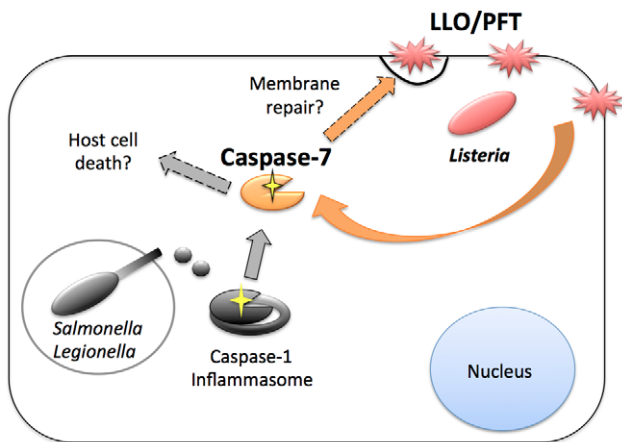 LLO/PFT
Membrane
repair?
Host cell
death?
Caspase-7
Listeria
Salmonella
Legionella
Caspase-1
Inflammasome
Nucleus